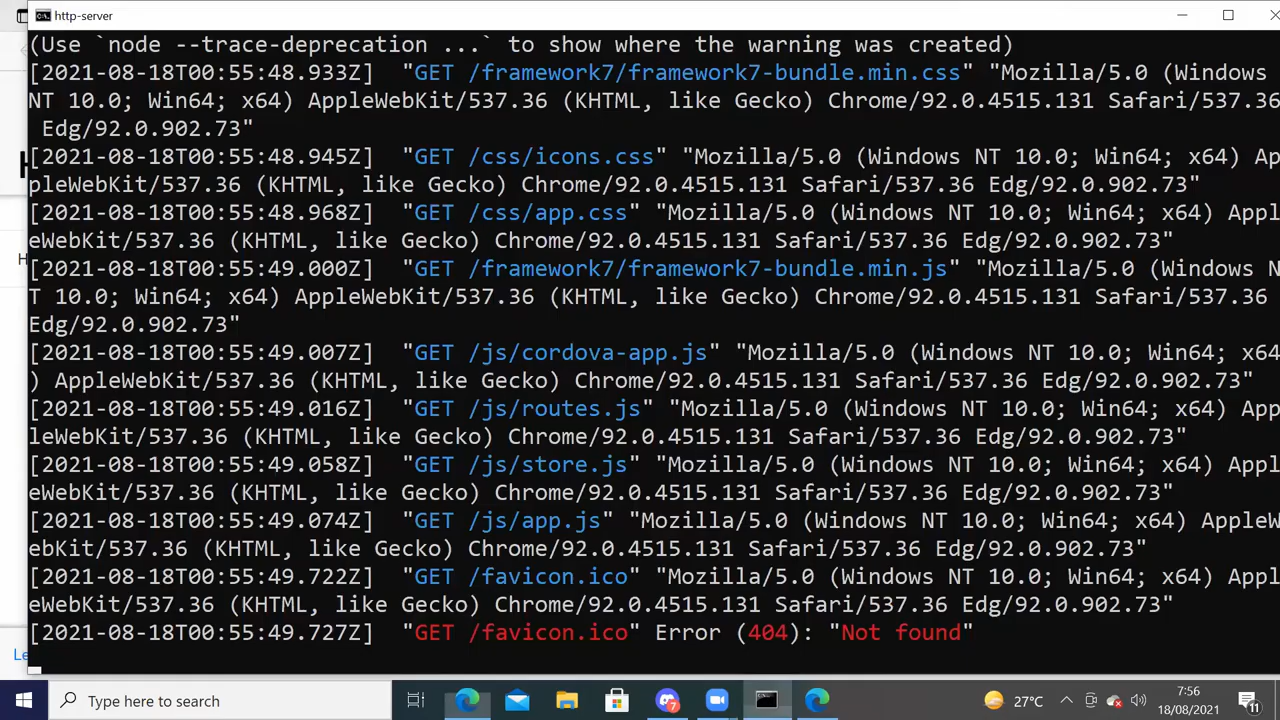 http-server
(Use `node --trace-deprecation ...` to show where the warning was created)
[2021-08-18T00:55:48.933Z]  "GET /framework7/framework7-bundle.min.css" "Mozilla/5.0 (Windows
NT 10.0; Win64; x64) AppleWebKit/537.36 (KHTML, like Gecko) Chrome/92.0.4515.131 Safari/537.36
Edg/92.0.902.73"
[2021-08-18T00:55:48.945Z]  "GET /css/icons.css" "Mozilla/5.0 (Windows NT 10.0; Win64; x64) Ap
pleWebKit/537.36 (KHTML, like Gecko) Chrome/92.0.4515.131 Safari/537.36 Edg/92.0.902.73"
[2021-08-18T00:55:48.968Z]  "GET /css/app.css" "Mozilla/5.0 (Windows NT 10.0; Win64; x64) Appl
eWebKit/537.36 (KHTML, like Gecko) Chrome/92.0.4515.131 Safari/537.36 Edg/92.0.902.73"
[2021-08-18T00:55:49.000Z]  "GET /framework7/framework7-bundle.min.js" "Mozilla/5.0 (Windows N
T 10.0; Win64; x64) AppleWebKit/537.36 (KHTML, like Gecko) Chrome/92.0.4515.131 Safari/537.36
Edg/92.0.902.73"
[2021-08-18T00:55:49.007Z]  "GET /js/cordova-app.js" "Mozilla/5.0 (Windows NT 10.0; Win64; x64
) AppleWebKit/537.36 (KHTML, like Gecko) Chrome/92.0.4515.131 Safari/537.36 Edg/92.0.902.73"
[2021-08-18T00:55:49.016Z]  "GET /js/routes.js" "Mozilla/5.0 (Windows NT 10.0; Win64; x64) App
leWebKit/537.36 (KHTML, like Gecko) Chrome/92.0.4515.131 Safari/537.36 Edg/92.0.902.73"
[2021-08-18T00:55:49.058Z]  "GET /js/store.js" "Mozilla/5.0 (Windows NT 10.0; Win64; x64) Appl
eWebKit/537.36 (KHTML, like Gecko) Chrome/92.0.4515.131 Safari/537.36 Edg/92.0.902.73"
[2021-08-18T00:55:49.074Z]  "GET /js/app.js" "Mozilla/5.0 (Windows NT 10.0; Win64; x64) AppleW
ebKit/537.36 (KHTML, like Gecko) Chrome/92.0.4515.131 Safari/537.36 Edg/92.0.902.73"
[2021-08-18T00:55:49.722Z]  "GET /favicon.ico" "Mozilla/5.0 (Windows NT 10.0; Win64; x64) Appl
eWebKit/537.36 (KHTML, like Gecko) Chrome/92.0.4515.131 Safari/537.36 Edg/92.0.902.73"
[2021-08-18T00:55:49.727Z]  "GET /favicon.ico" Error (404): "Not found"
Le
Type here to search
7
27°C
7:56
18/08/2021
11